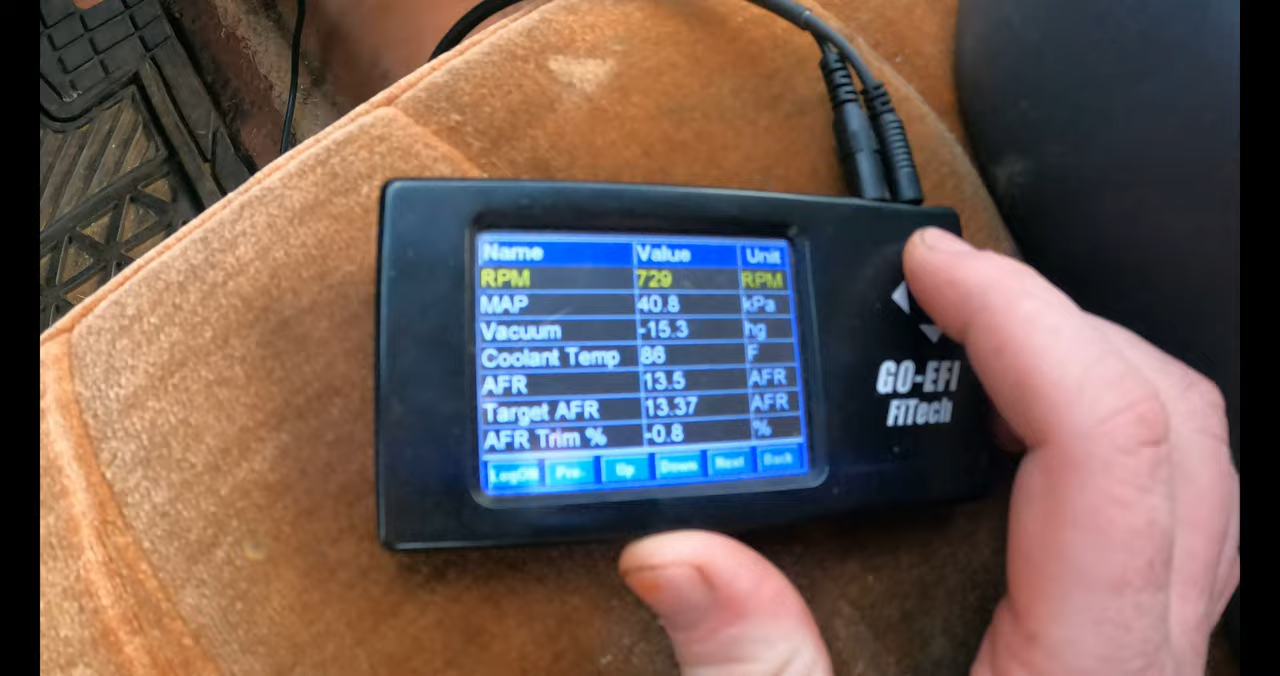 Name Value Unit
RPM 729 RPM
MAP 40.8 kPa
Vacuum -15.3 hg
Coolant Temp 86 F
AFR 13.5 AFR
Target AFR 13.37 AFR
AFR Trim % -0.8 %
Pre- Up Down Next Back
GO-EFI
FiTech